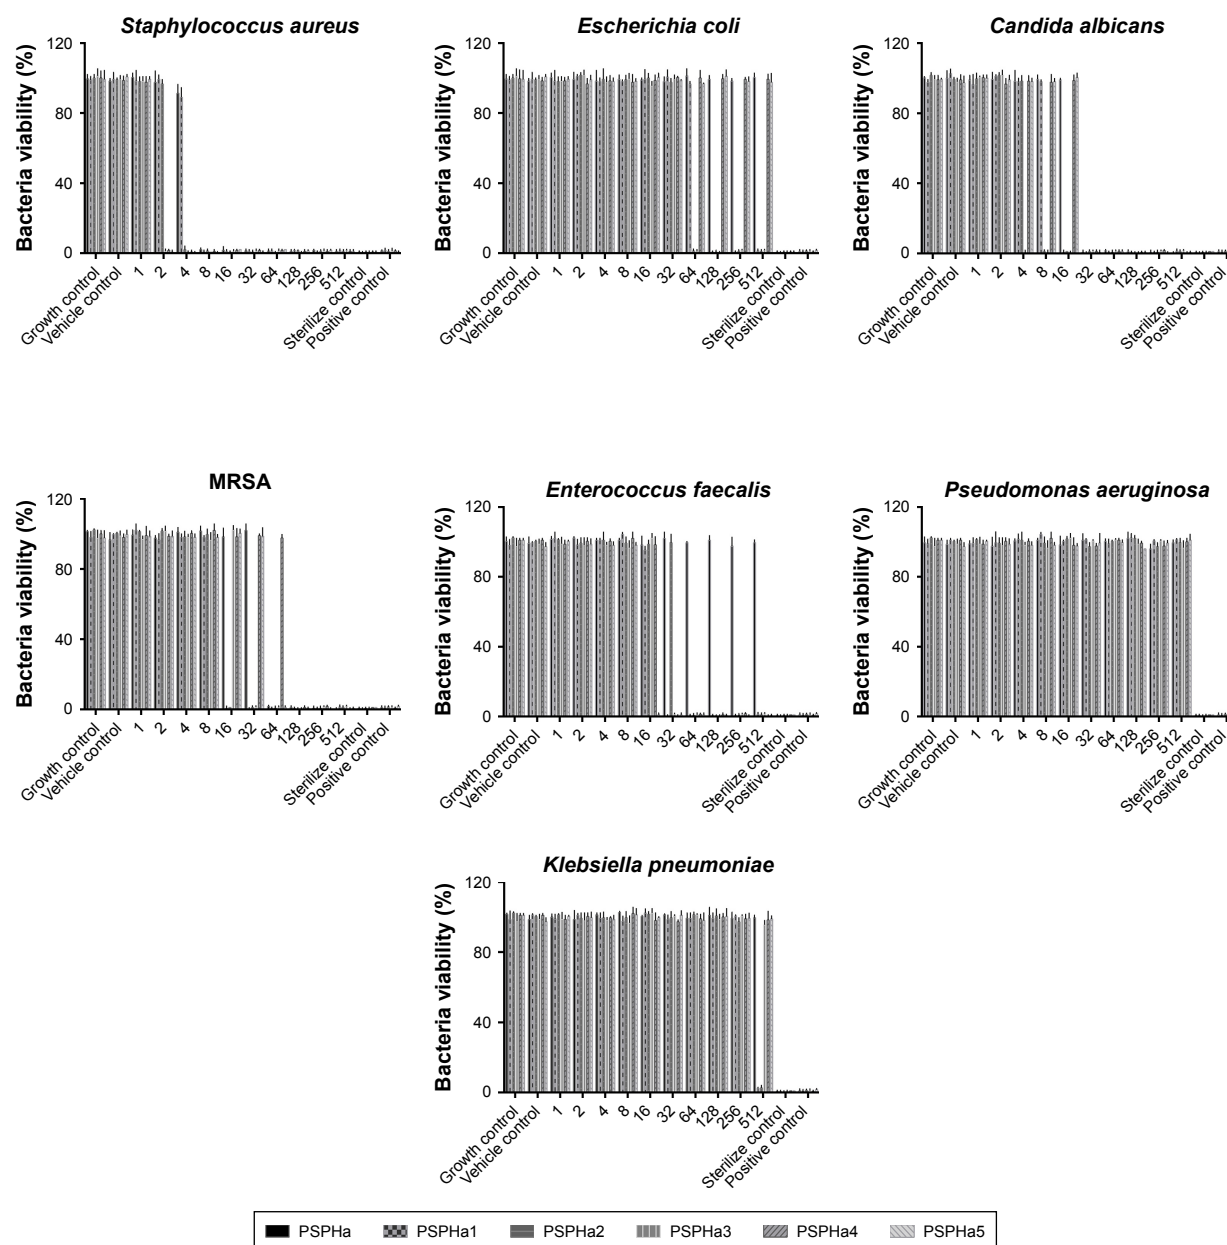 Staphylococcus aureus
Bacteria viability (%)
120
80
40
0
Growth control
Vehicle control
1
2
4
8
16
32
64
128
256
512
Sterilize control
Positive control
Escherichia coli
Bacteria viability (%)
120
80
40
0
Growth control
Vehicle control
1
2
4
8
16
32
64
128
256
512
Sterilize control
Positive control
Candida albicans
Bacteria viability (%)
120
80
40
0
Growth control
Vehicle control
1
2
4
8
16
32
64
128
256
512
Sterilize control
Positive control
MRSA
Bacteria viability (%)
120
80
40
0
Growth control
Vehicle control
1
2
4
8
16
32
64
128
256
512
Sterilize control
Positive control
Enterococcus faecalis
Bacteria viability (%)
120
80
40
0
Growth control
Vehicle control
1
2
4
8
16
32
64
128
256
512
Sterilize control
Positive control
Pseudomonas aeruginosa
Bacteria viability (%)
120
80
40
0
Growth control
Vehicle control
1
2
4
8
16
32
64
128
256
512
Sterilize control
Positive control
Klebsiella pneumoniae
Bacteria viability (%)
120
80
40
0
Growth control
Vehicle control
1
2
4
8
16
32
64
128
256
512
Sterilize control
Positive control
PSPHa PSPHa1 PSPHa2 PSPHa3 PSPHa4 PSPHa5